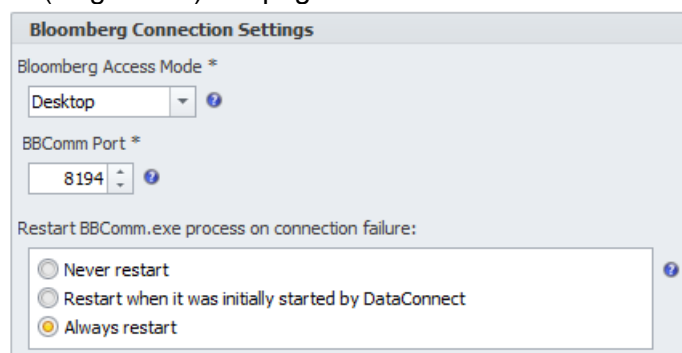 Bloomberg Connection Settings
Bloomberg Access Mode *
Desktop
BBComm Port *
8194
Restart BBComm.exe process on connection failure:
Never restart
Restart when it was initially started by DataConnect
Always restart